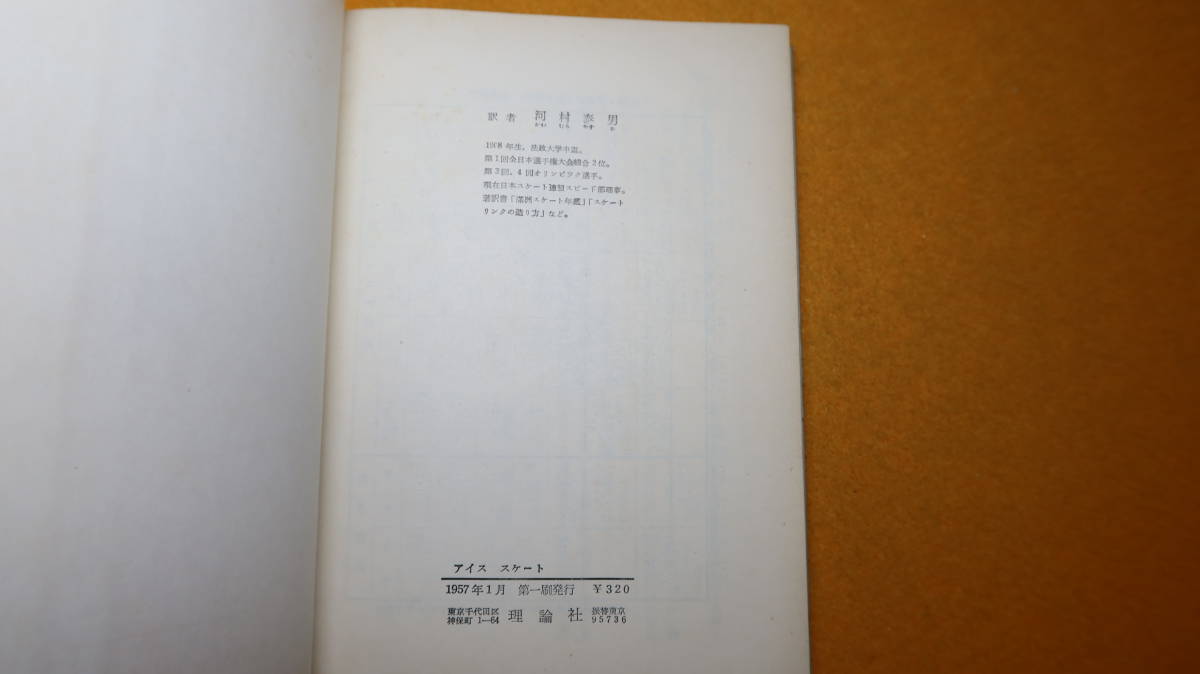 訳者 河村泰男
かわ むら やす お
1908年生、法政大学中退。
第1回全日本選手権大会総合2位。
第3回、4回オリンピック選手。
現在日本スケート連盟スピード部理事。
著訳書「満洲スケート年鑑」「スケート
リンクの造り方」など。
アイス スケート
1957年1月 第一刷発行 ￥320
東京千代田区
神保町1—64
理論社
振替東京
95736